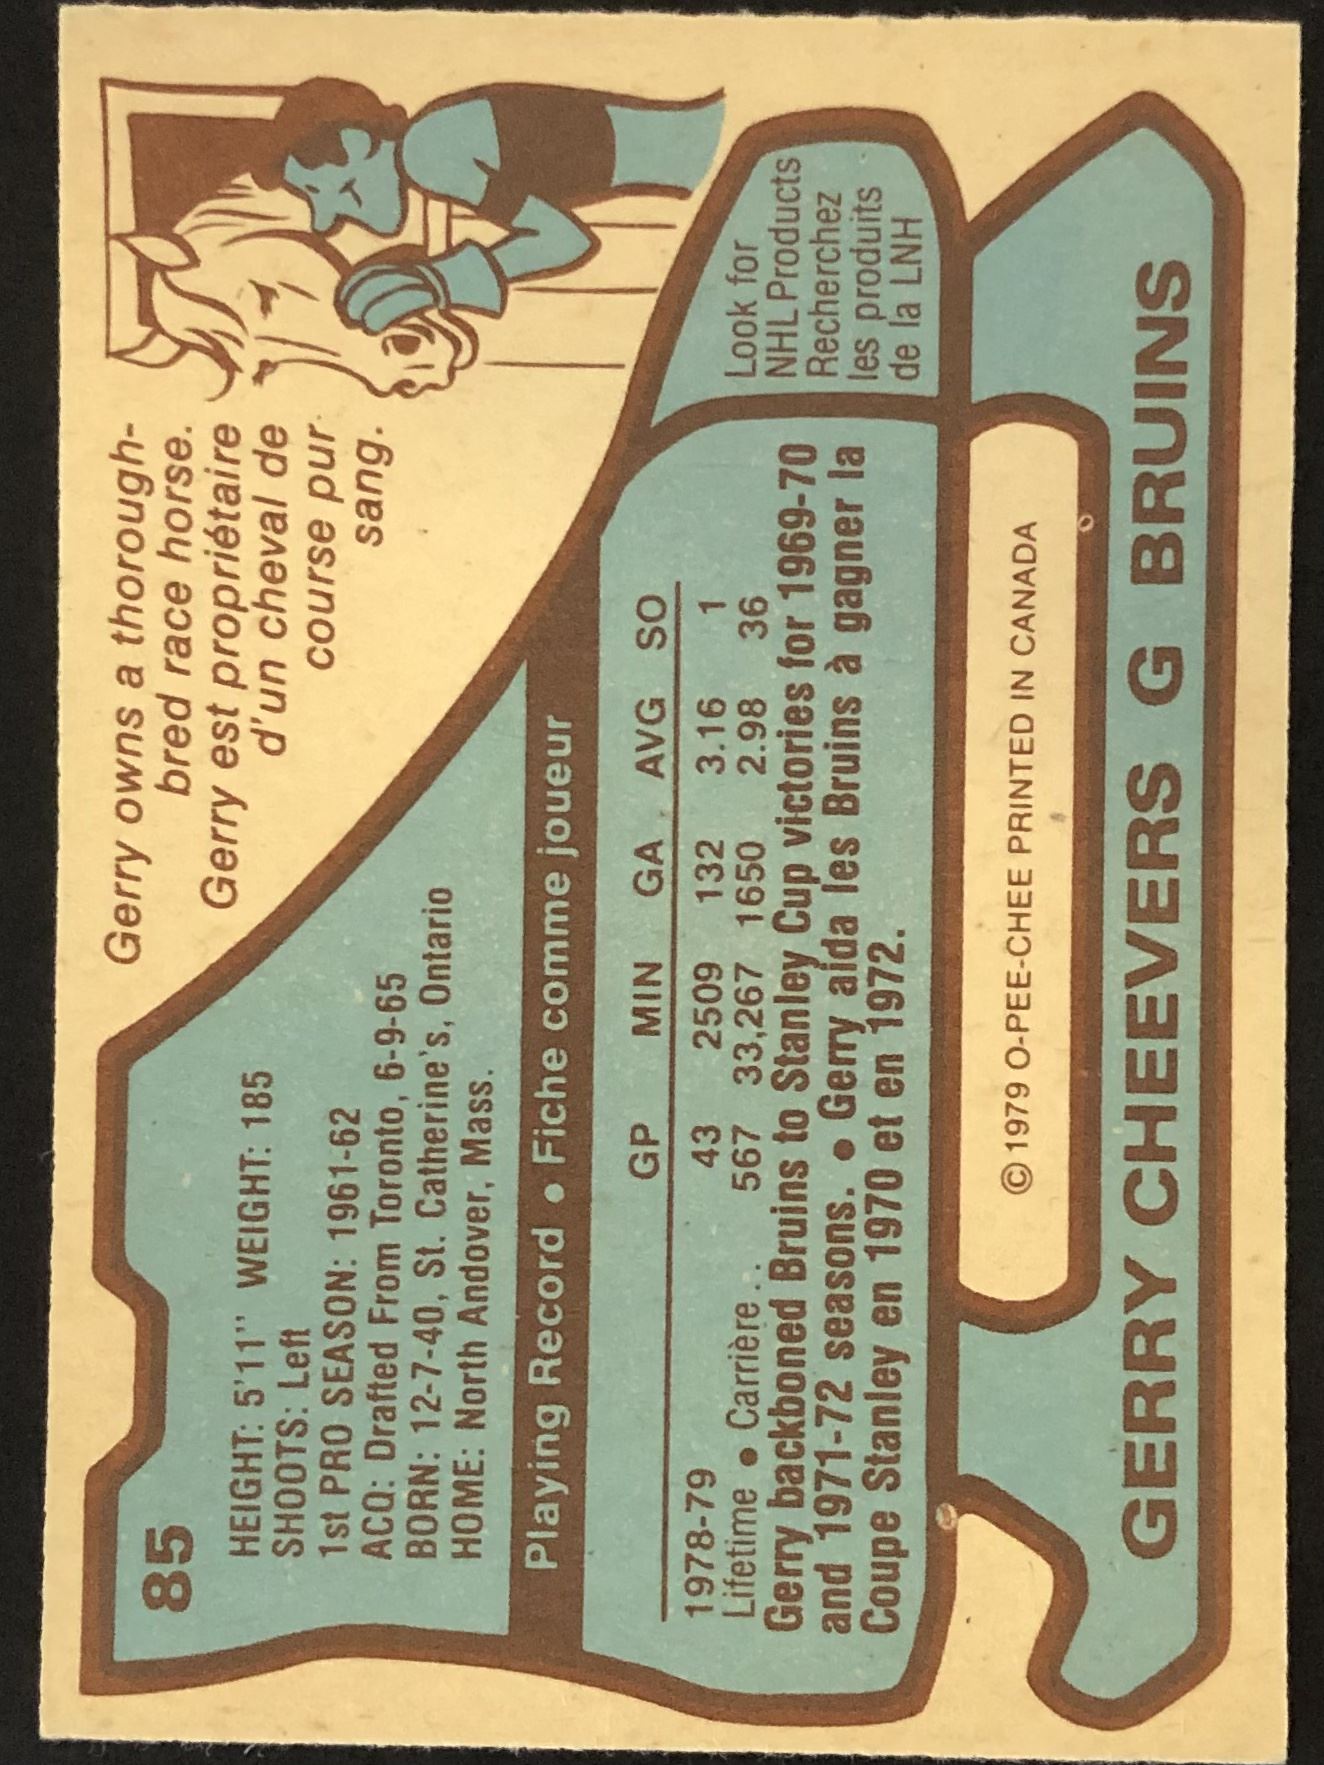 85
Gerry owns a thorough-
bred race horse.
Gerry est propriétaire
d'un cheval de
course pur
sang.
HEIGHT: 5'11" WEIGHT: 185
SHOOTS: Left
1st PRO SEASON: 1961-62
ACQ: Drafted From Toronto, 6-9-65
BORN: 12-7-40, St. Catherine's, Ontario
HOME: North Andover, Mass.
Playing Record • Fiche comme joueur
GP MIN GA AVG SO
1978-79 43 2509 132 3.16 1
Lifetime • Carrière .. 567 33,267 1650 2.98 36
Gerry backboned Bruins to Stanley Cup victories for 1969-70
and 1971-72 seasons. • Gerry aida les Bruins à gagner la
Coupe Stanley en 1970 et en 1972.
Look for
NHL Products
Recherchez
les produits
de la LNH
© 1979 O-PEE-CHEE PRINTED IN CANADA
GERRY CHEEVERS G BRUINS